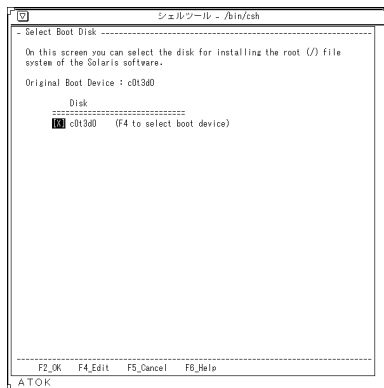 シェルツール - /bin/csh
- Select Boot Disk ---------------------------------------------------------------
On this screen you can select the disk for installing the root (/) file
system of the Solaris software.
Original Boot Device : c0t3d0
Disk
==============================
[X] c0t3d0    (F4 to select boot device)
--------------------------------------------------------------------------------
F2_OK    F4_Edit    F5_Cancel    F6_Help
ATOK